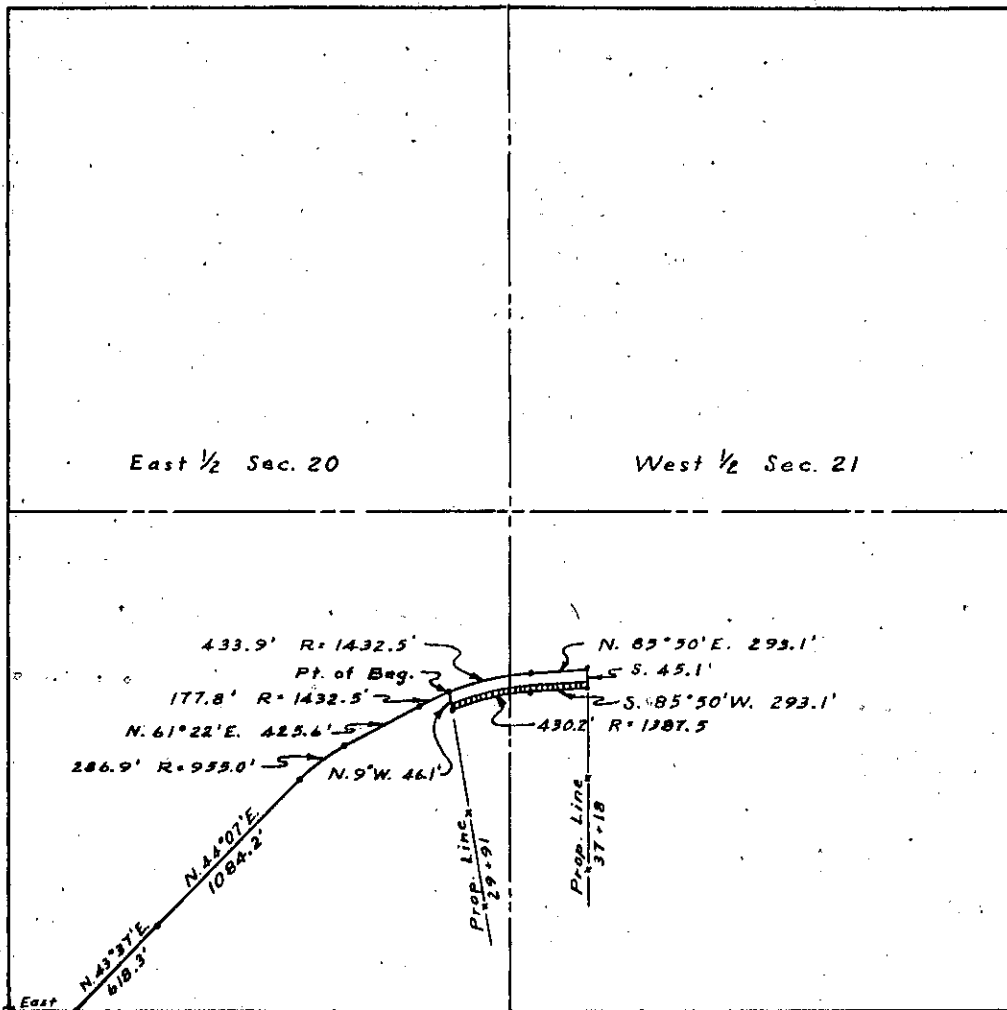 East ½ Sec. 20
West ½ Sec. 21
433.9' R= 1432.5'
N. 85°50' E. 293.1'
Pt. of Beg.
S. 45.1'
177.8' R= 1432.5'
S. 85°50' W. 293.1'
N. 61°22' E. 425.6'
430.2' R= 1387.5
286.9' R= 955.0'
N. 9° W. 46.1'
N. 44°07' E.
1084.2'
Prop. Line
29+91
Prop. Line
37+18
N. 43°37' E.
618.3'
East